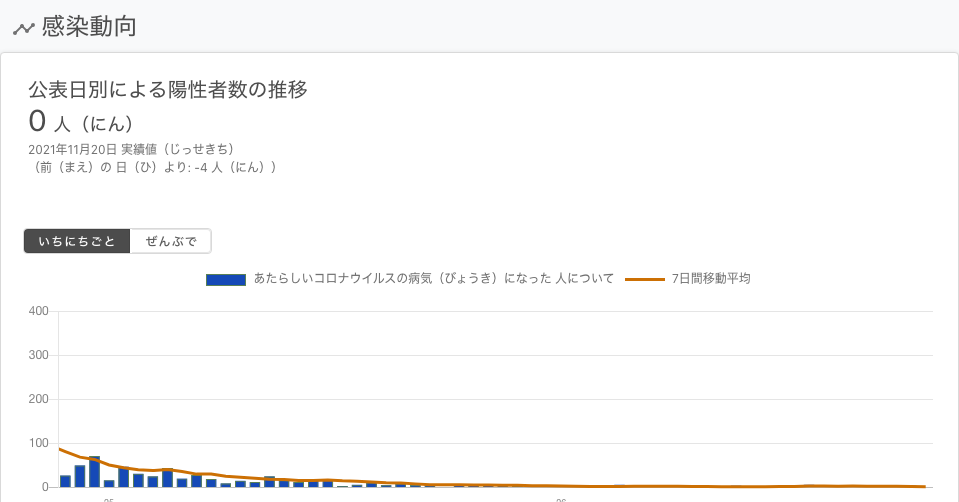 感染動向
公表日別による陽性者数の推移
0 人（にん）
2021年11月20日 実績値（じっせきち）
（前（まえ）の 日（ひ）より: -4 人（にん））
いちにちごと ぜんぶで
あたらしいコロナウイルスの病気（びょうき）になった 人について 7日間移動平均
400
300
200
100
0